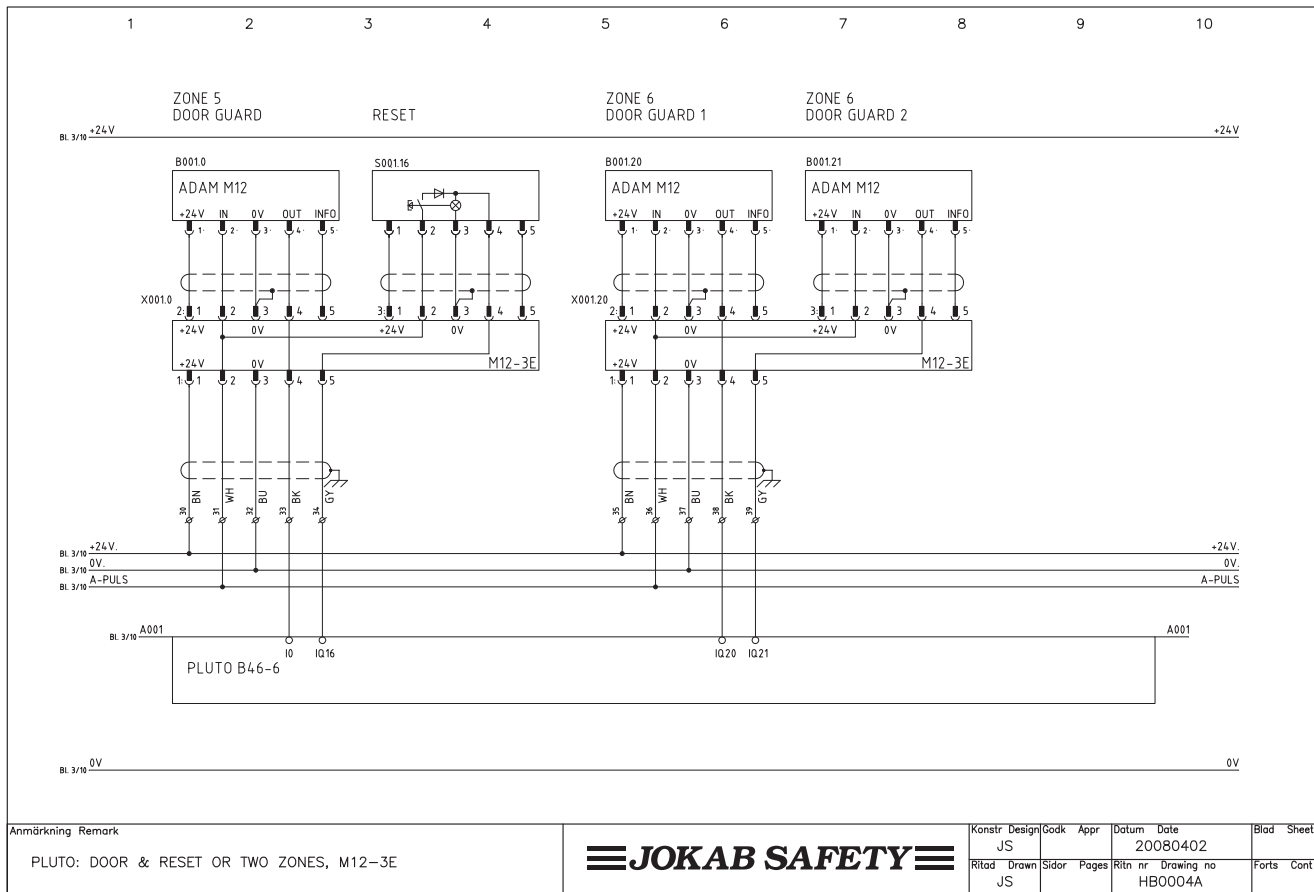 1 2 3 4 5 6 7 8 9 10
ZONE 5
DOOR GUARD
RESET
ZONE 6
DOOR GUARD 1
ZONE 6
DOOR GUARD 2
Bl. 3/10 +24V +24V
B001.0 S001.16 B001.20 B001.21
ADAM M12 ADAM M12 ADAM M12
+24V IN 0V OUT INFO +24V IN 0V OUT INFO +24V IN 0V OUT INFO
1· 2· 3· 4· 5· 1 2 3 4 5 1· 2· 3· 4· 5· 1· 2· 3· 4· 5·
X001.0 X001.20
2: 1 2 3 4 5 3: 1 2 3 4 5 2: 1 2 3 4 5 3: 1 2 3 4 5
+24V 0V +24V 0V +24V 0V +24V 0V
+24V 0V M12-3E +24V 0V M12-3E
1: 1 2 3 4 5 1: 1 2 3 4 5
BN WH BU BK GY BN WH BU BK GY
30 31 32 33 34 35 36 37 38 39
Bl. 3/10 +24V. +24V.
Bl. 3/10 0V. 0V.
Bl. 3/10 A-PULS A-PULS
Bl. 3/10 A001 A001
I0 IQ16 IQ20 IQ21
PLUTO B46-6
Bl. 3/10 0V 0V
Anmärkning Remark
PLUTO: DOOR & RESET OR TWO ZONES, M12-3E
JOKAB SAFETY
Konstr Design Godk Appr Datum Date Blad Sheet
JS 20080402
Ritad Drawn Sidor Pages Ritn nr Drawing no Forts Cont
JS HB0004A